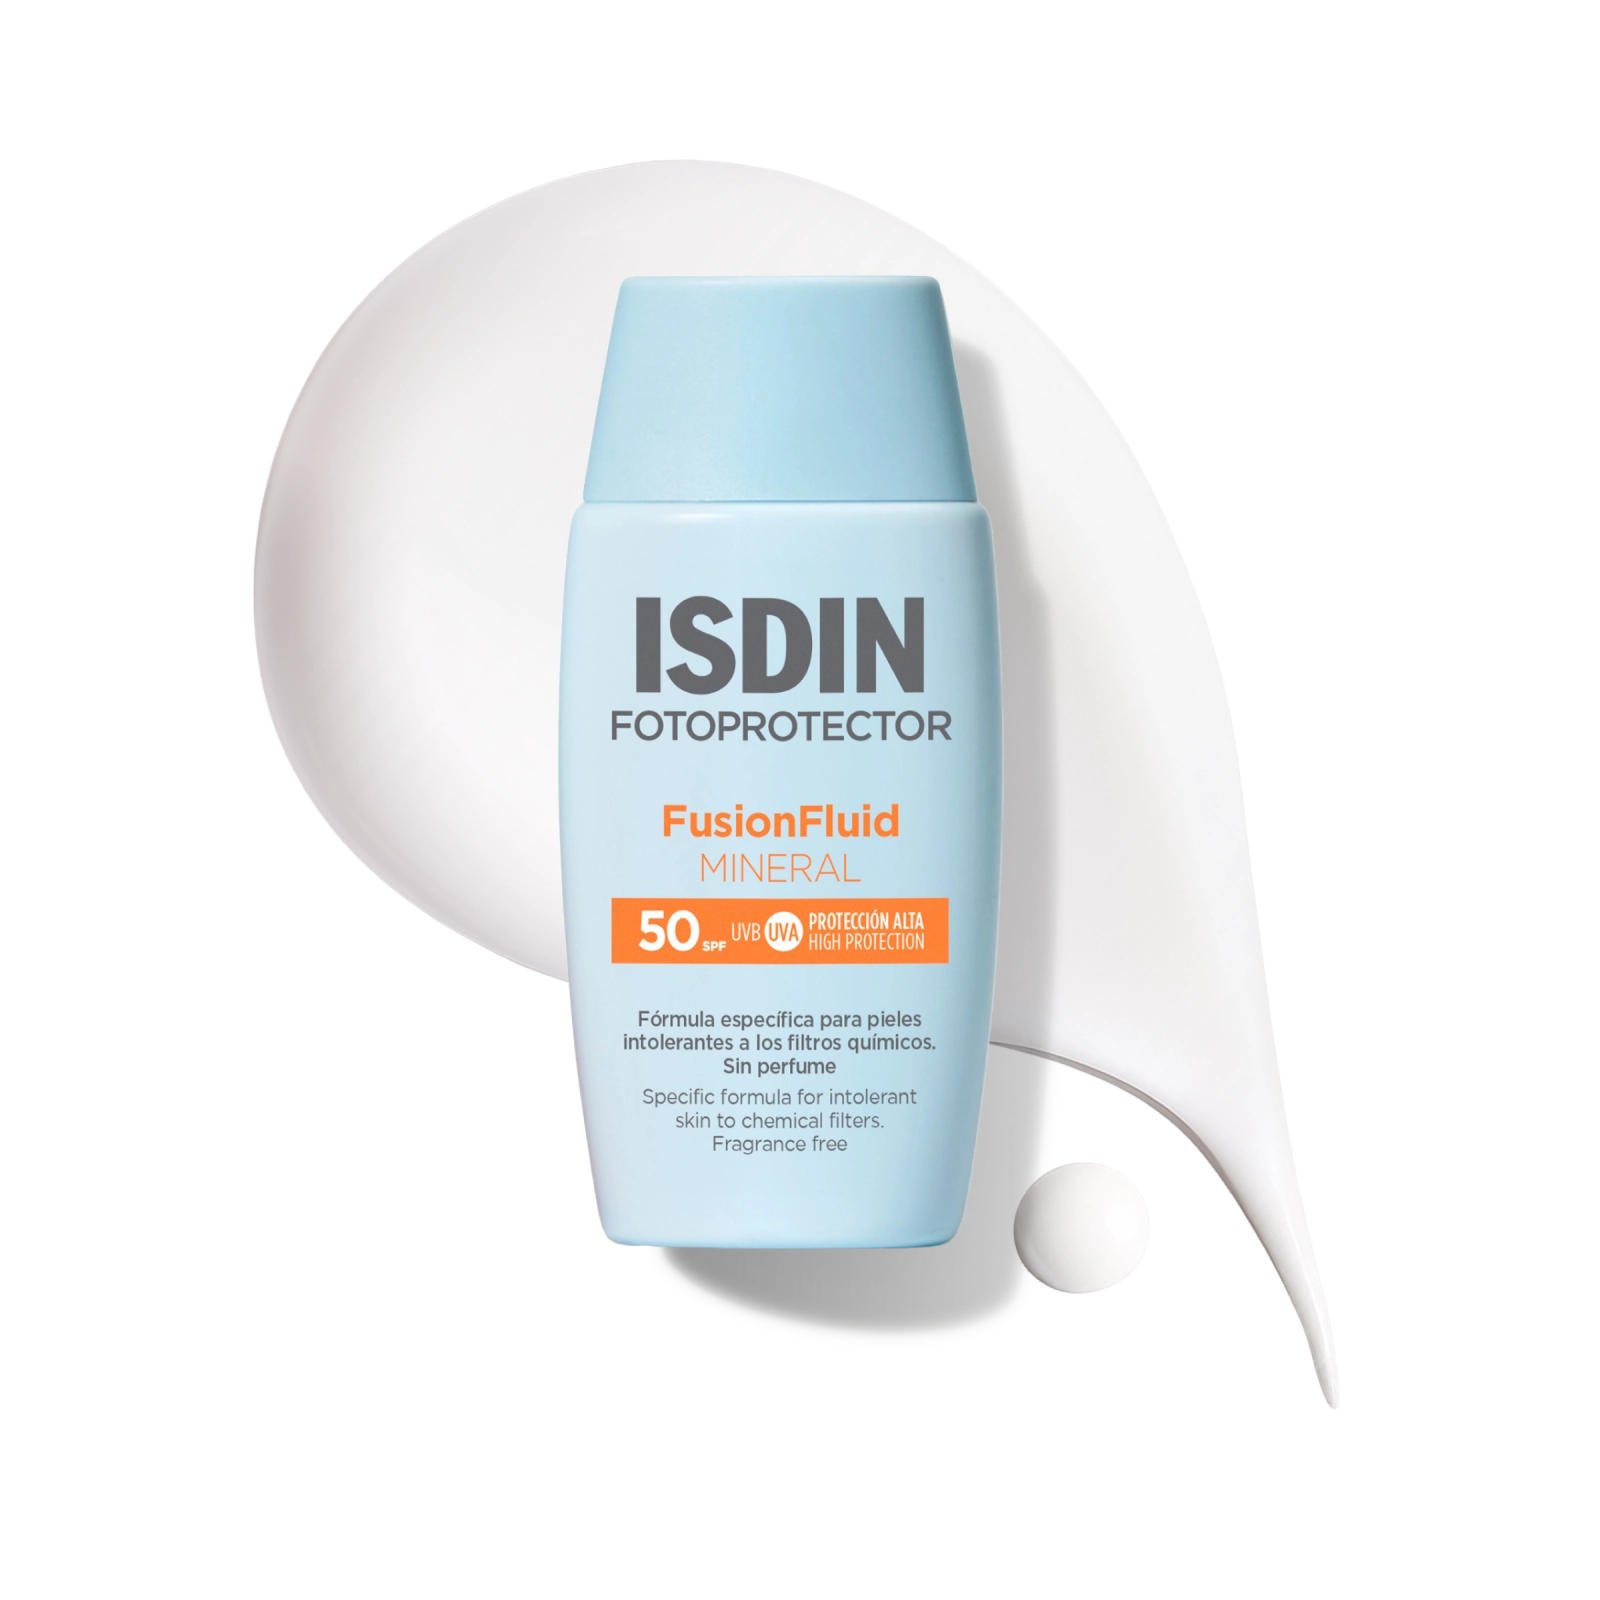 ISDIN
FOTOPROTECTOR
FusionFluid
MINERAL
50 SPF UVB UVA PROTECCIÓN ALTA
HIGH PROTECTION
Fórmula específica para pieles
intolerantes a los filtros químicos.
Sin perfume
Specific formula for intolerant
skin to chemical filters.
Fragrance free